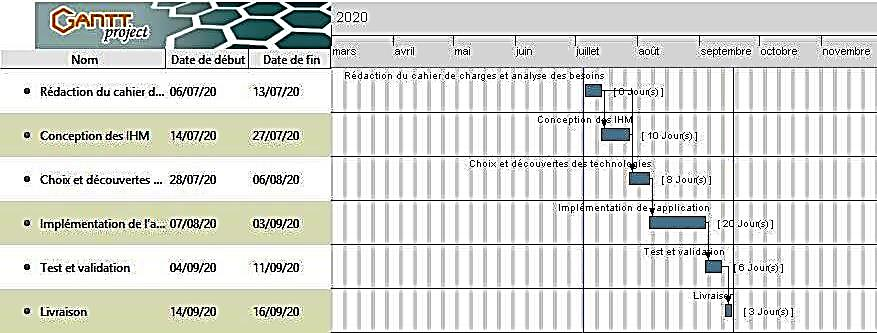 GANTT
project
2020
mars avril mai juin juillet août septembre octobre novembre
Nom Date de début Date de fin
Rédaction du cahier de charges et analyse des besoins
Rédaction du cahier d... 06/07/20 13/07/20 [ 6 Jour(s) ]
Conception des IHM
Conception des IHM 14/07/20 27/07/20 [ 10 Jour(s) ]
Choix et découvertes des technologies
Choix et découvertes ... 28/07/20 06/08/20 [ 8 Jour(s) ]
Implémentation de l'application
Implémentation de l'a... 07/08/20 03/09/20 [ 20 Jour(s) ]
Test et validation
Test et validation 04/09/20 11/09/20 [ 6 Jour(s) ]
Livraison
Livraison 14/09/20 16/09/20 [ 3 Jour(s) ]